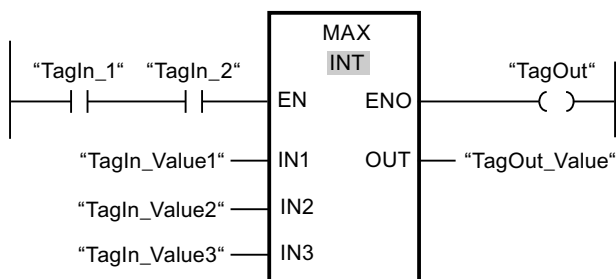 MAX
INT
“TagIn_1“ “TagIn_2“ “TagOut“
EN ENO
“TagIn_Value1“ IN1 OUT “TagOut_Value“
“TagIn_Value2“ IN2
“TagIn_Value3“ IN3